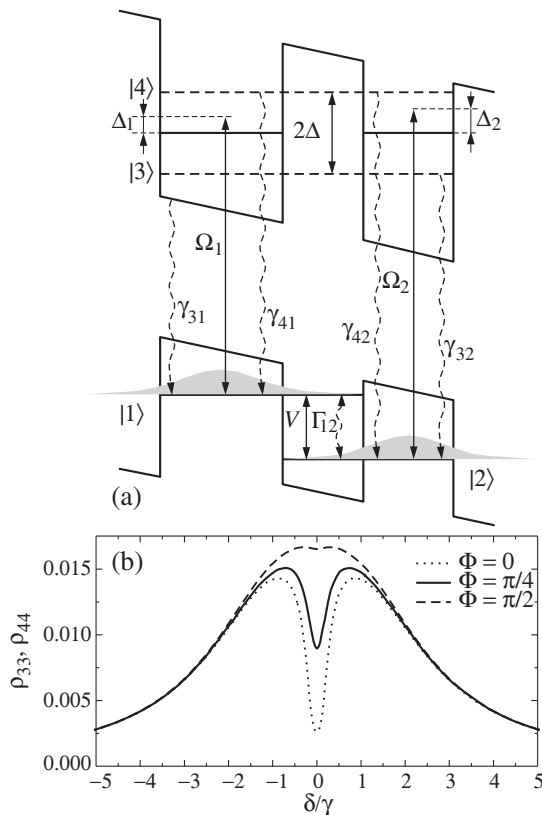 |4⟩
Δ₁
2Δ
Δ₂
|3⟩
Ω₁
Ω₂
γ₃₁
γ₄₁
γ₄₂
γ₃₂
|1⟩
V
Γ₁₂
|2⟩
(a)
(b)
Φ = 0
Φ = π/4
Φ = π/2
0.015
0.010
0.005
0.000
ρ₃₃, ρ₄₄
−5 −4 −3 −2 −1 0 1 2 3 4 5
δ/γ